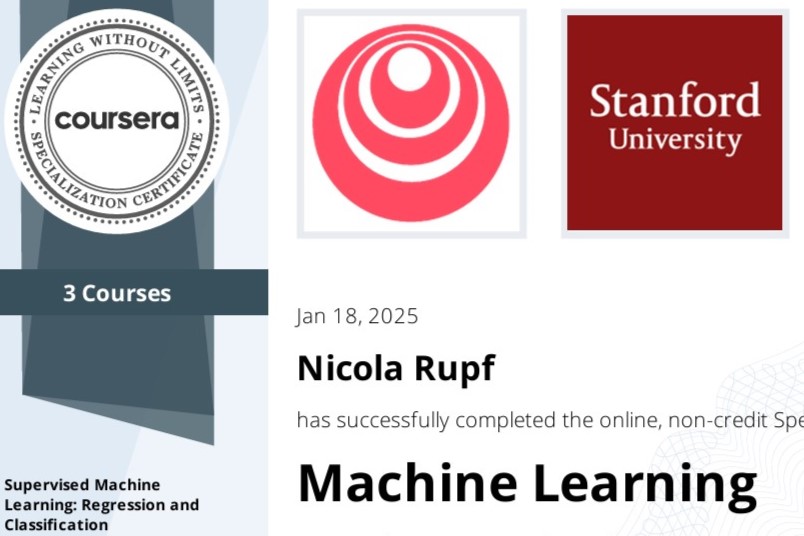 LEARNING WITHOUT LIMITS
coursera
SPECIALIZATION CERTIFICATE
Stanford
University
3 Courses
Jan 18, 2025
Nicola Rupf
has successfully completed the online, non-credit Spe
Machine Learning
Supervised Machine
Learning: Regression and
Classification